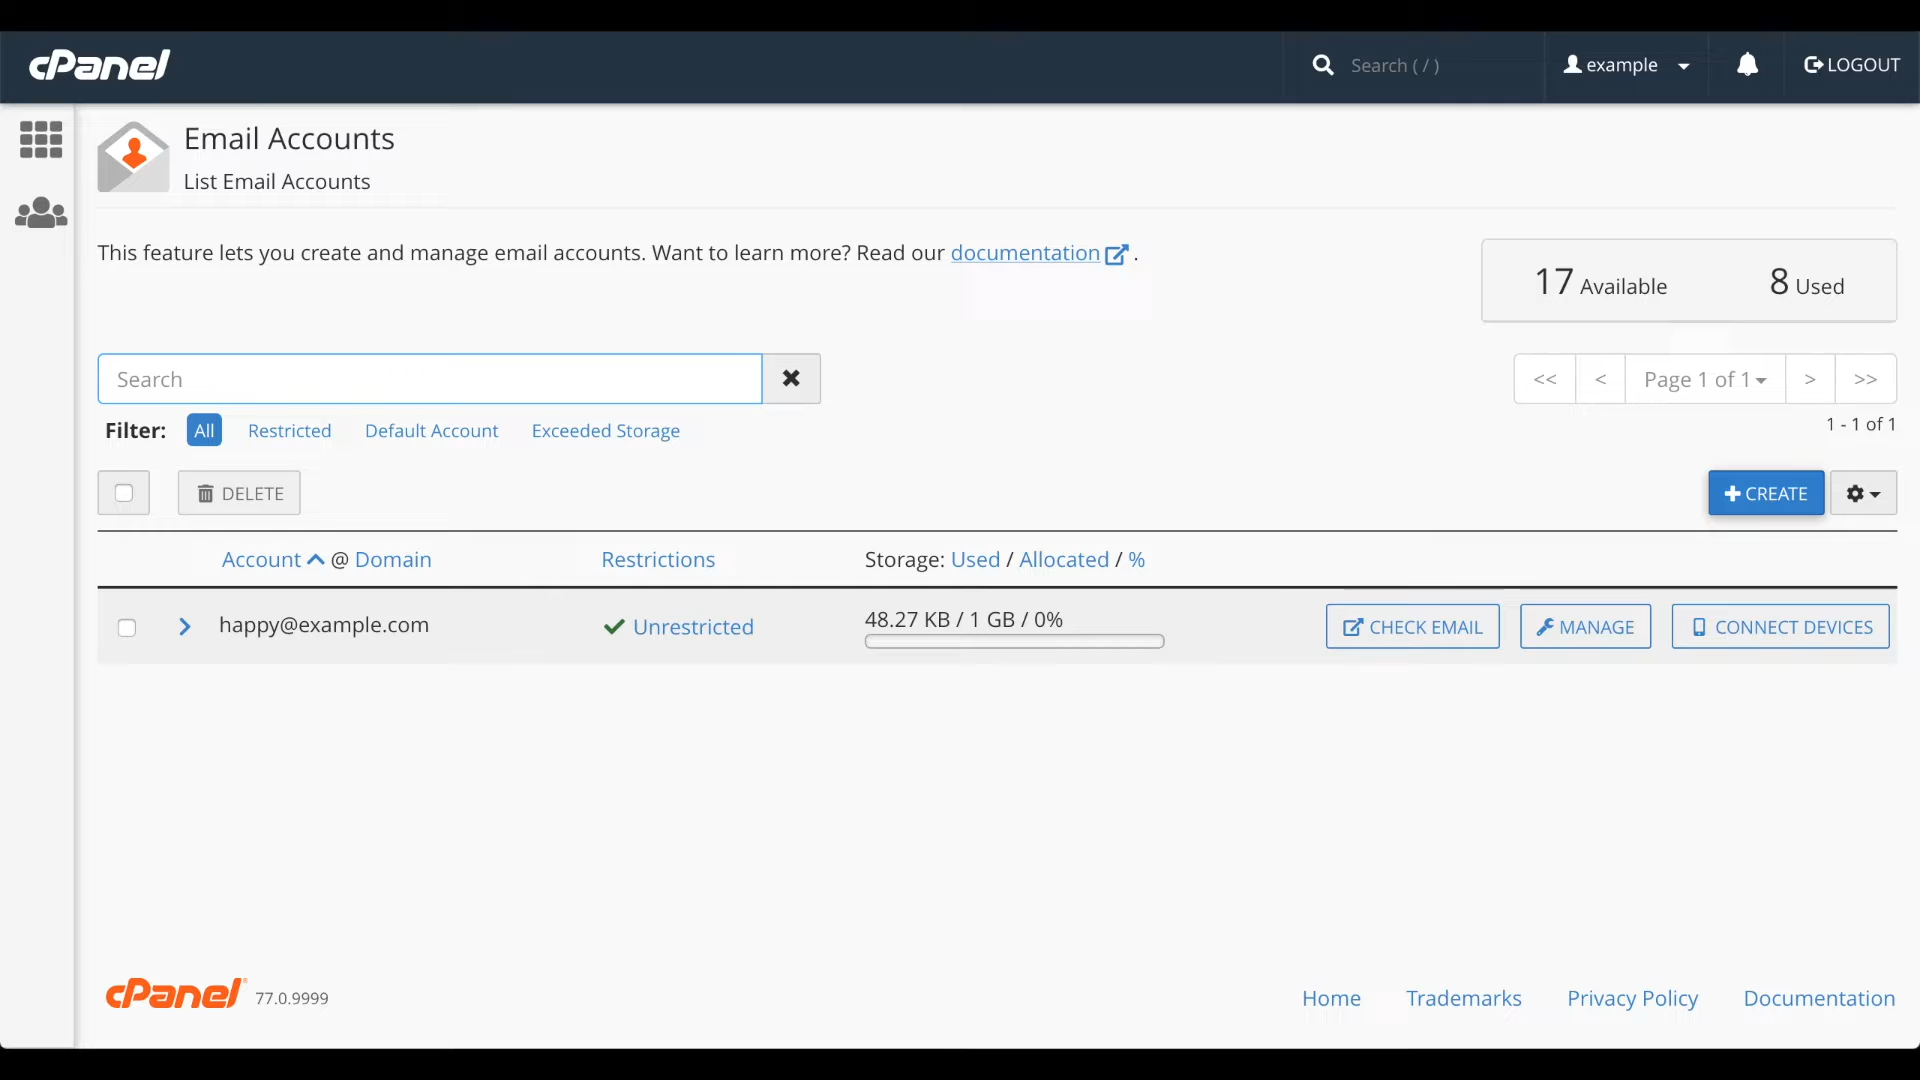 cPanel
Search ( / )
example
LOGOUT
Email Accounts
List Email Accounts
This feature lets you create and manage email accounts. Want to learn more? Read our documentation .
17 Available
8 Used
Search
<< < Page 1 of 1 > >>
Filter: All Restricted Default Account Exceeded Storage
1 - 1 of 1
DELETE
CREATE
Account @ Domain
Restrictions
Storage: Used / Allocated / %
happy@example.com
Unrestricted
48.27 KB / 1 GB / 0%
CHECK EMAIL
MANAGE
CONNECT DEVICES
cPanel 77.0.9999
Home
Trademarks
Privacy Policy
Documentation